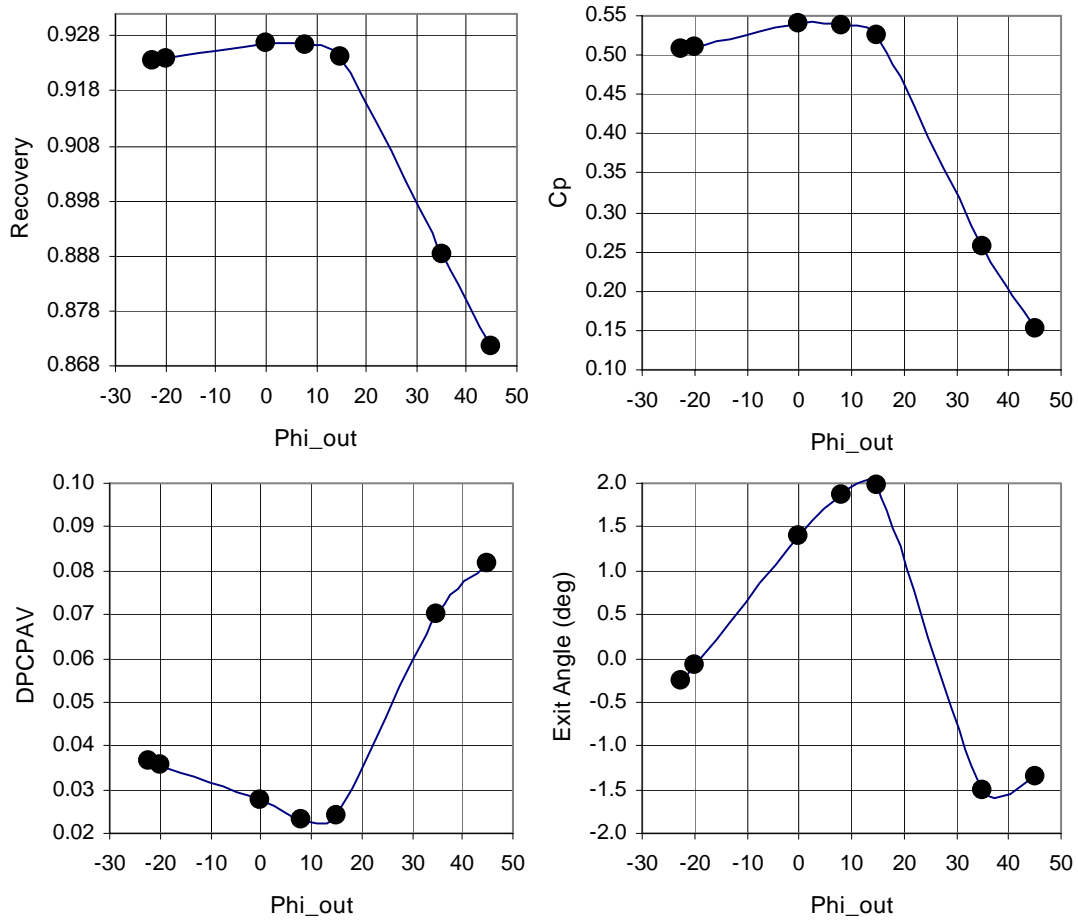 Recovery
0.928
0.918
0.908
0.898
0.888
0.878
0.868
-30 -20 -10 0 10 20 30 40 50
Phi_out
Cp
0.55
0.50
0.45
0.40
0.35
0.30
0.25
0.20
0.15
0.10
-30 -20 -10 0 10 20 30 40 50
Phi_out
DPCPAV
0.10
0.09
0.08
0.07
0.06
0.05
0.04
0.03
0.02
-30 -20 -10 0 10 20 30 40 50
Phi_out
Exit Angle (deg)
2.0
1.5
1.0
0.5
0.0
-0.5
-1.0
-1.5
-2.0
-30 -20 -10 0 10 20 30 40 50
Phi_out